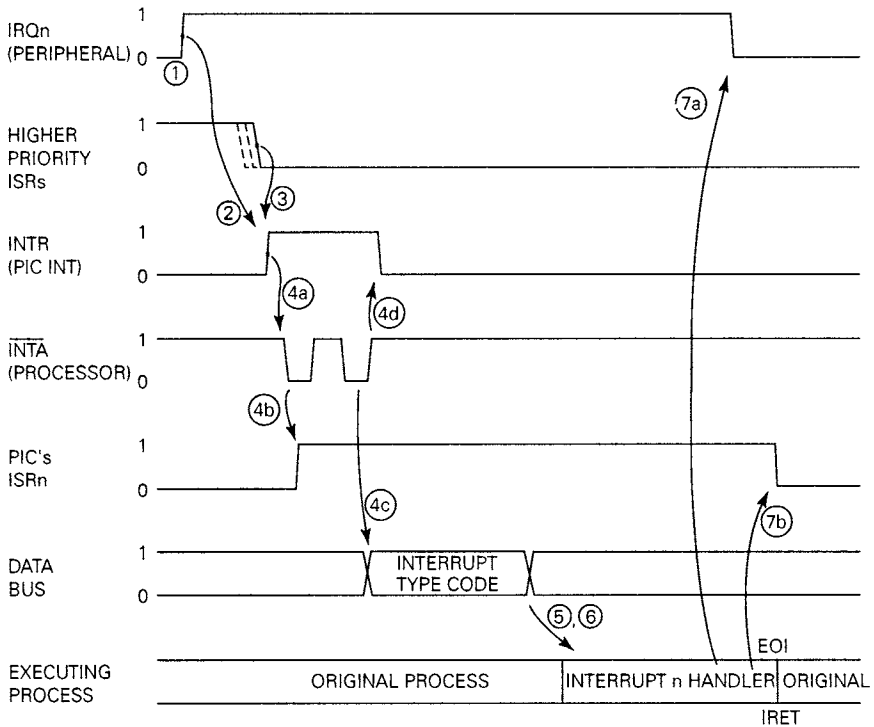 IRQn
(PERIPHERAL)
1
0
①
HIGHER
PRIORITY
ISRs
1
0
②
③
INTR
(PIC INT)
1
0
4a
4d
INTA
(PROCESSOR)
1
0
4b
PIC's
ISRn
1
0
4c
7a
7b
DATA
BUS
1
0
INTERRUPT
TYPE CODE
⑤, ⑥
EOI
EXECUTING
PROCESS
ORIGINAL PROCESS
INTERRUPT n HANDLER
ORIGINAL
IRET